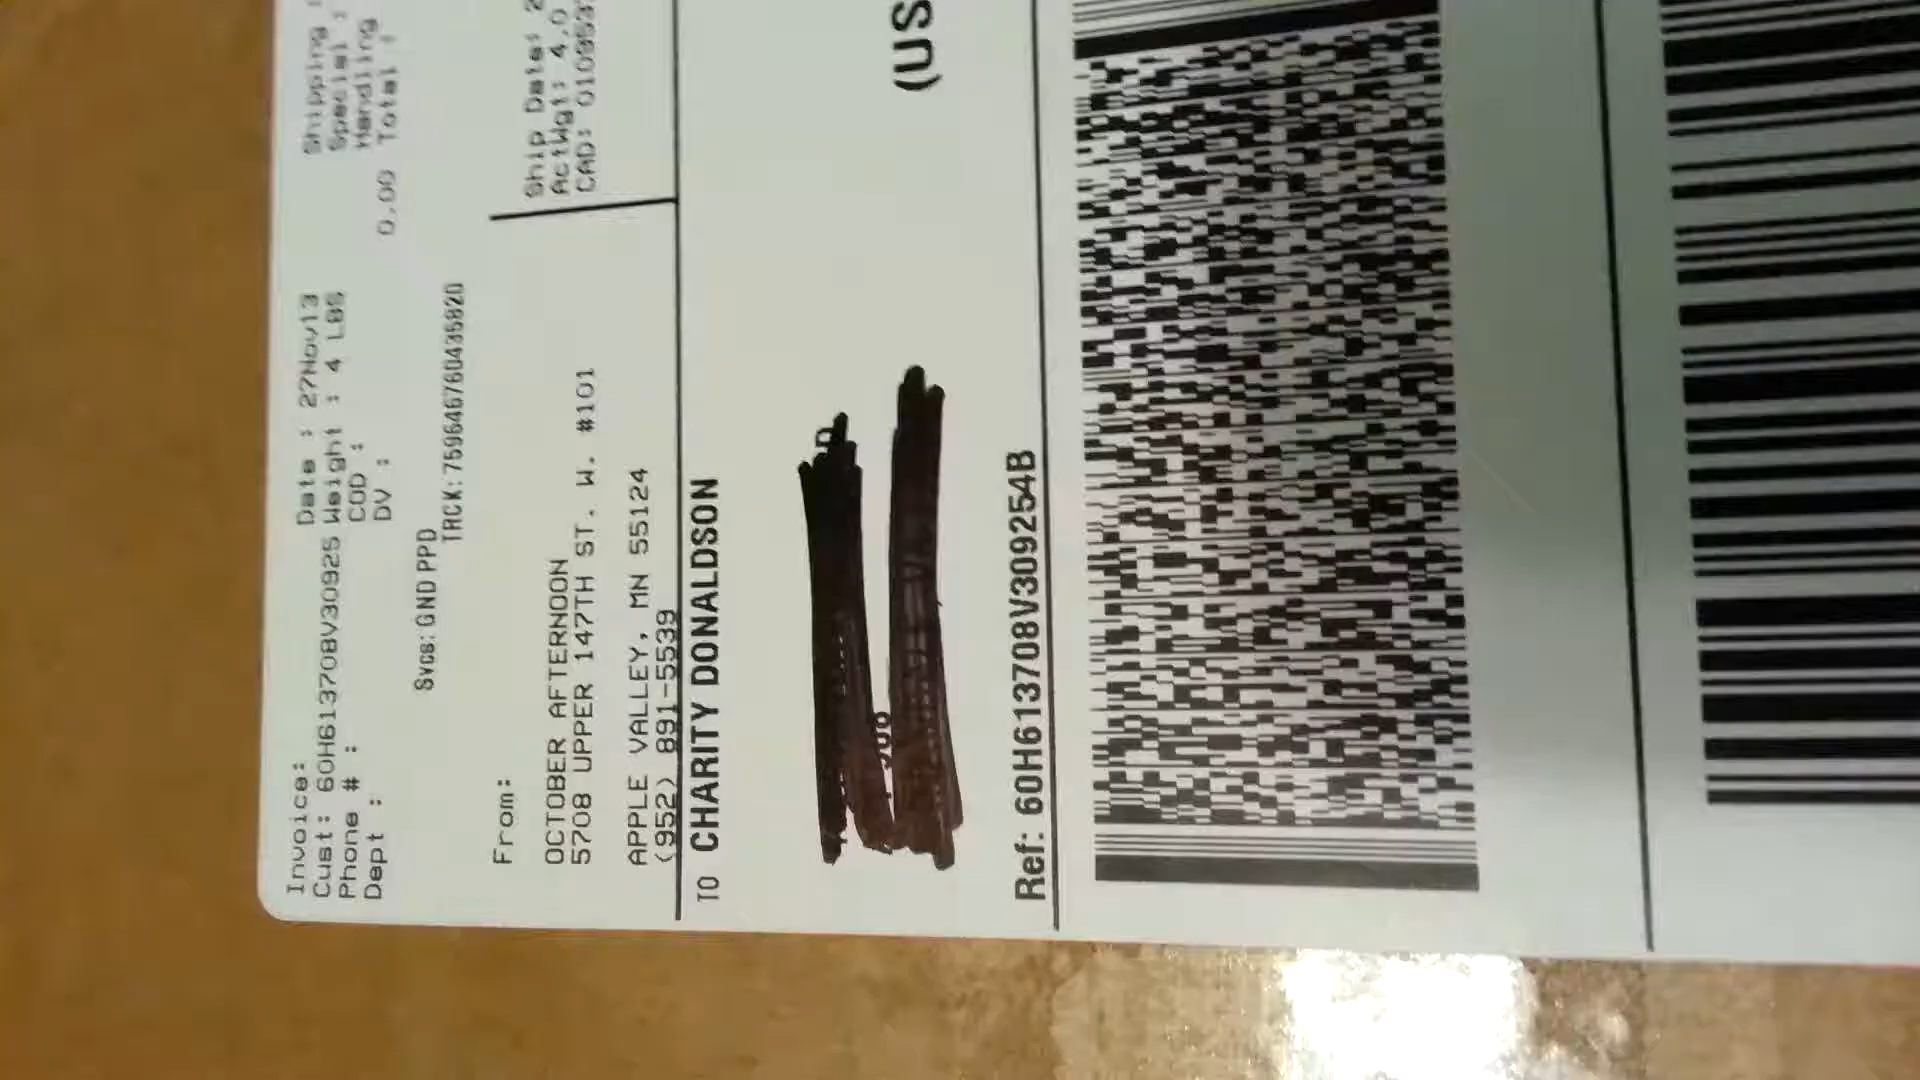 Invoice:
Cust: 60H613708V30925
Phone # :
Dept :
Date : 27Nov13
Weight : 4 LBS
COD :
DV :
Shipping :
Special :
Handling
0.00 Total :
Svcs: GND PPD
TRCK: 759646760435820
From:
OCTOBER AFTERNOON
5708 UPPER 147TH ST. W. #101
APPLE VALLEY, MN 55124
(952) 891-5539
Ship Date: 2
ActWgt: 4.0
CAD:
TO CHARITY DONALDSON
(US
Ref: 60H613708V309254B